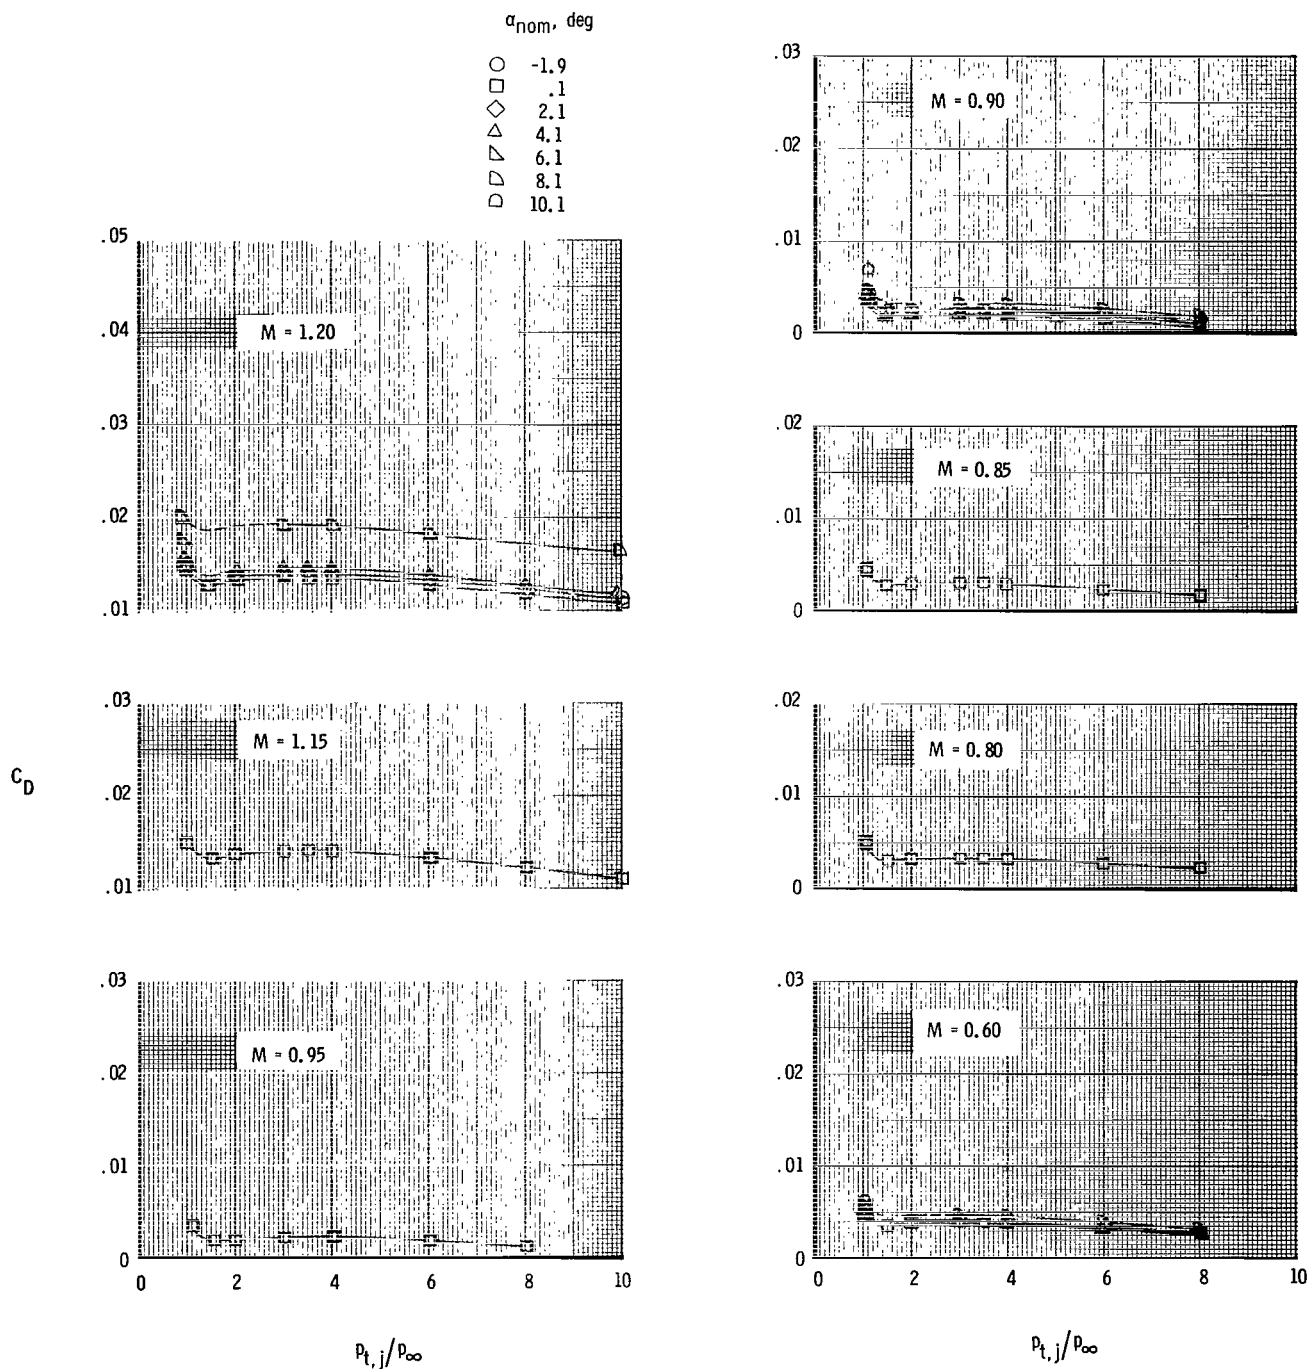 α nom, deg
-1.9
.1
2.1
4.1
6.1
8.1
10.1
.05
.04
.03
.02
.01
M = 1.20
.03
.02
.01
M = 1.15
C_D
.03
.02
.01
0
M = 0.95
0 2 4 6 8 10
p_t,j/p_∞
.03
.02
.01
0
M = 0.90
.02
.01
0
M = 0.85
.02
.01
0
M = 0.80
.03
.02
.01
0
M = 0.60
0 2 4 6 8 10
p_t,j/p_∞